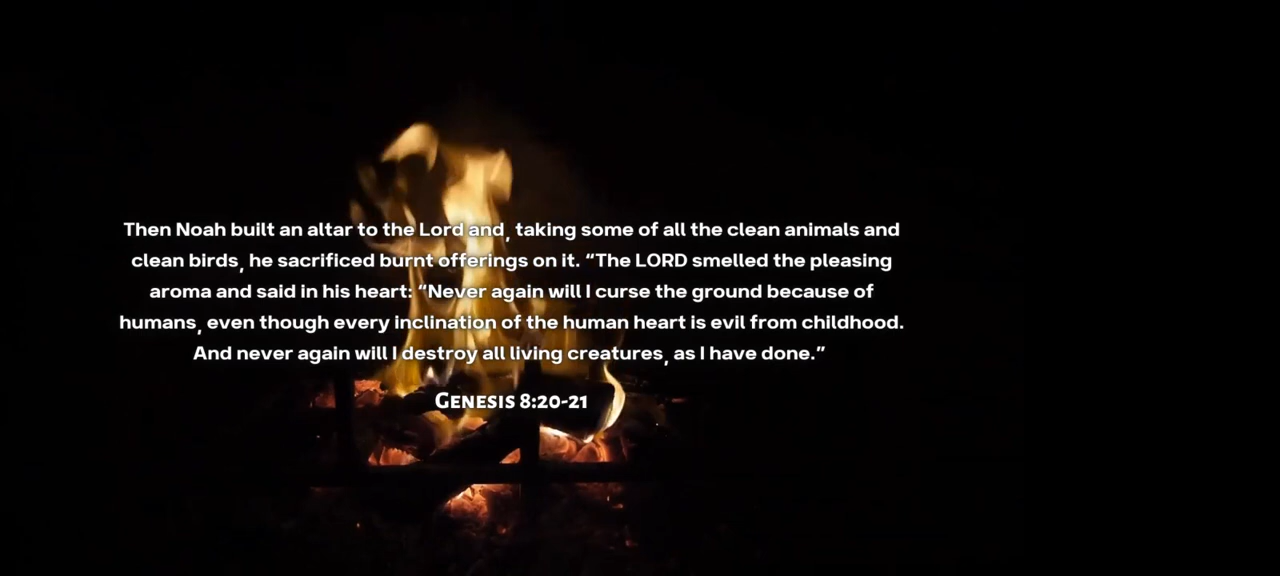 Then Noah built an altar to the Lord and, taking some of all the clean animals and
clean birds, he sacrificed burnt offerings on it. “The LORD smelled the pleasing
aroma and said in his heart: “Never again will I curse the ground because of
humans, even though every inclination of the human heart is evil from childhood.
And never again will I destroy all living creatures, as I have done.”
Genesis 8:20-21